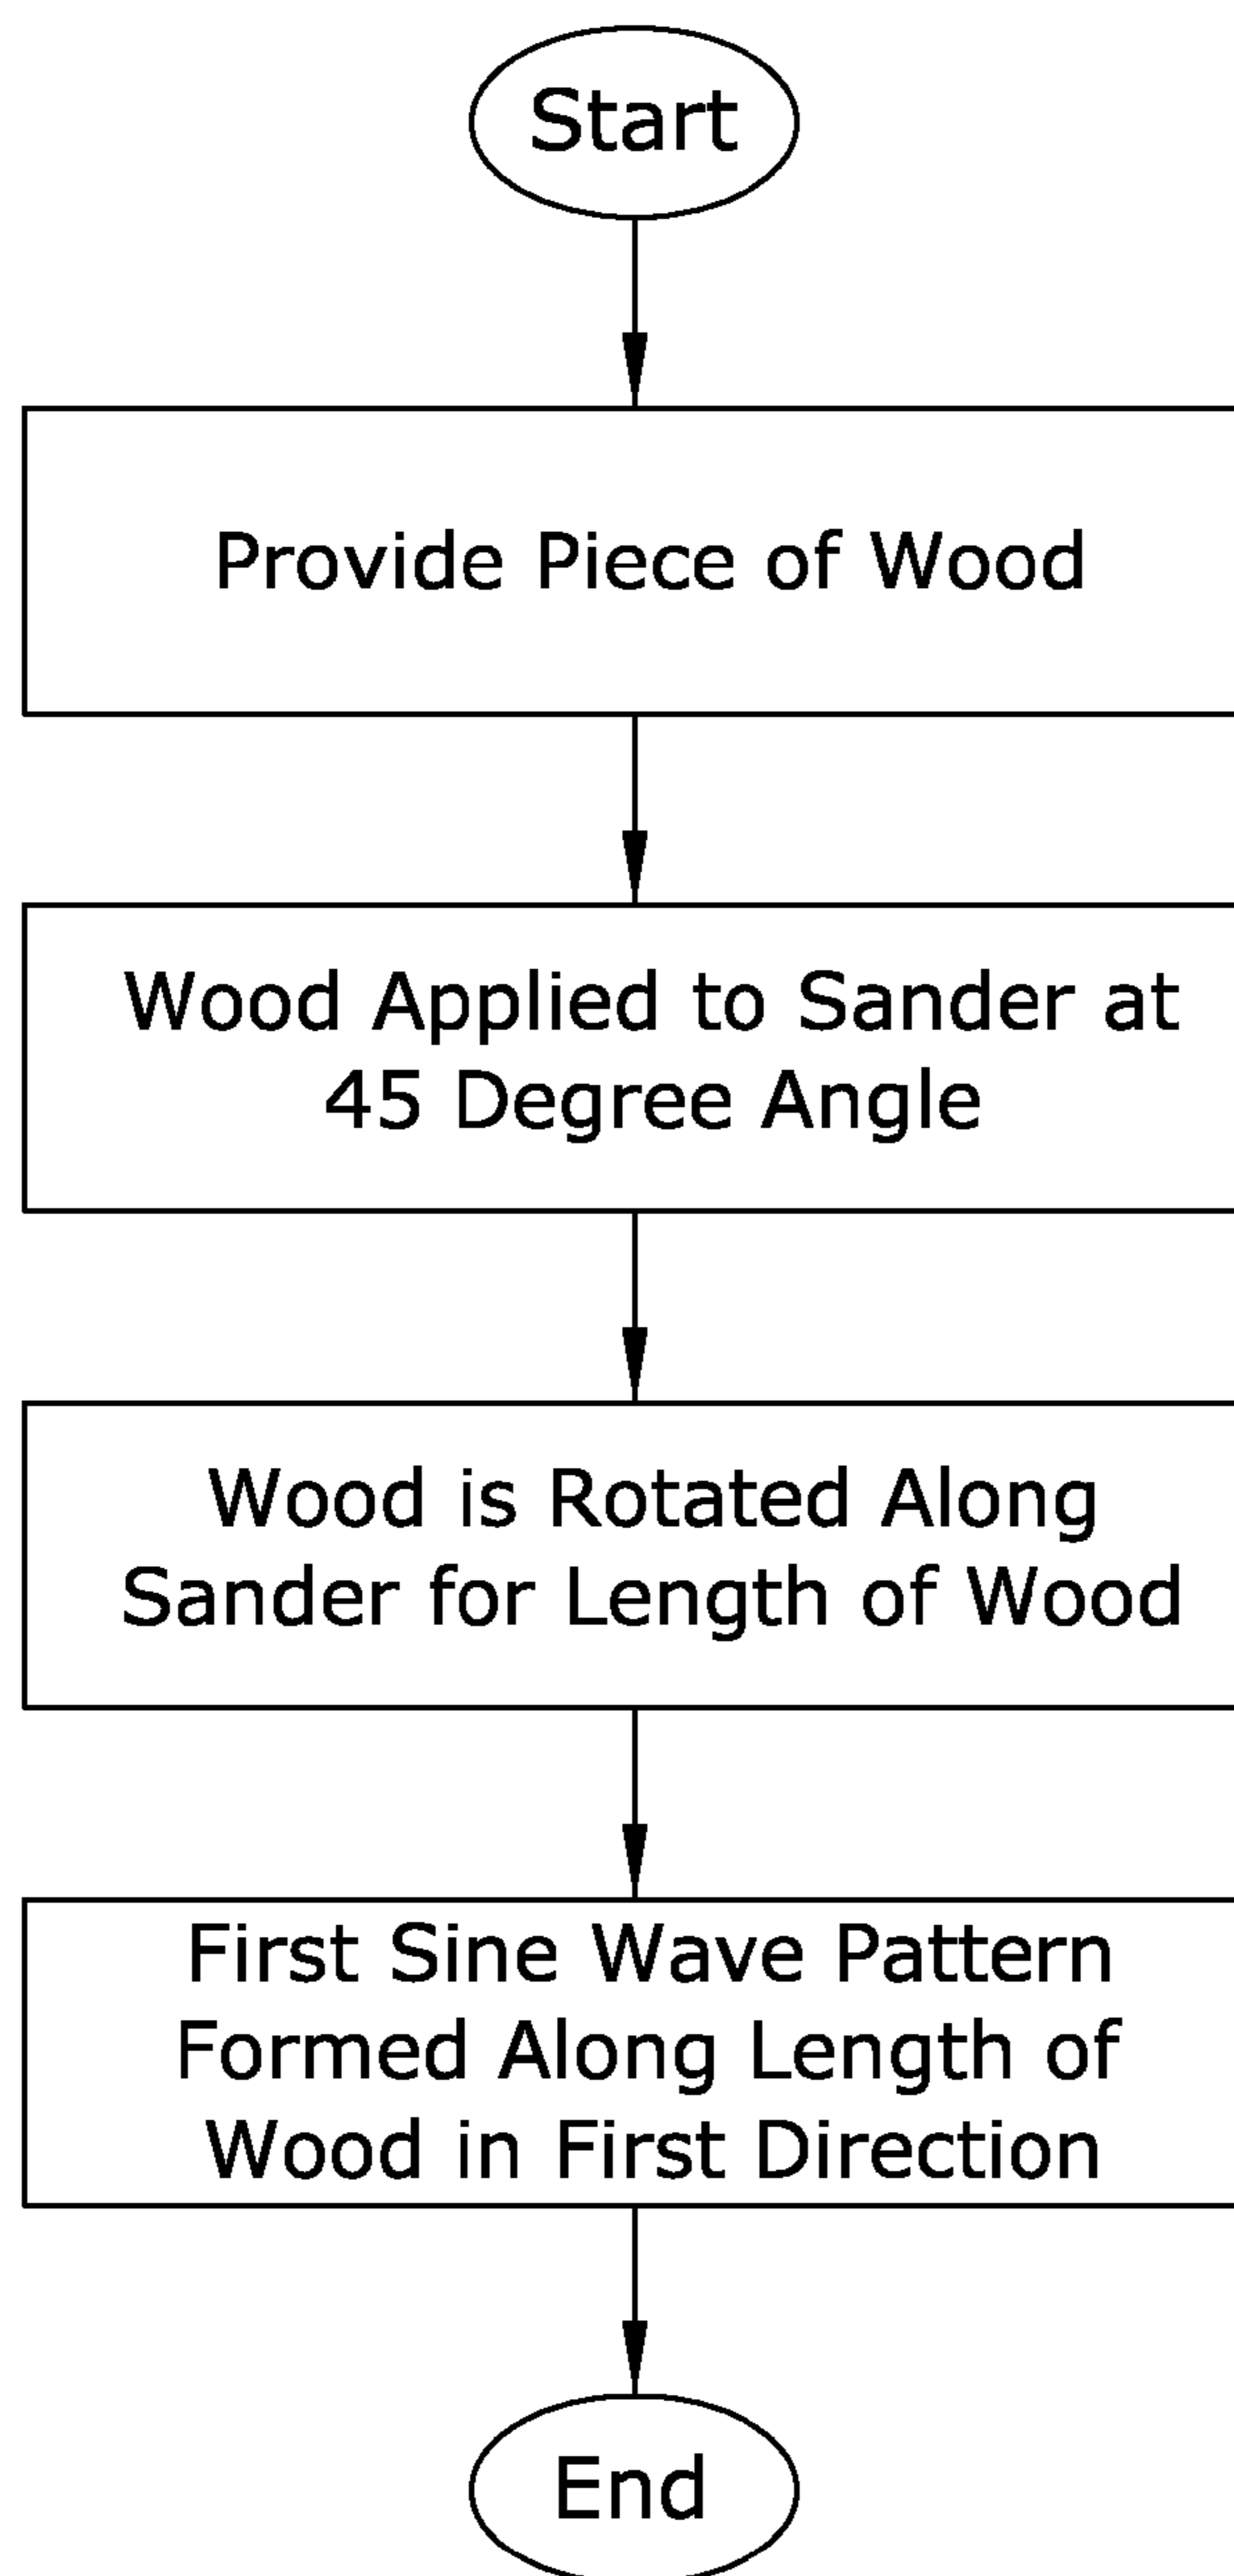 Start
Provide Piece of Wood
Wood Applied to Sander at
45 Degree Angle
Wood is Rotated Along
Sander for Length of Wood
First Sine Wave Pattern
Formed Along Length of
Wood in First Direction
End